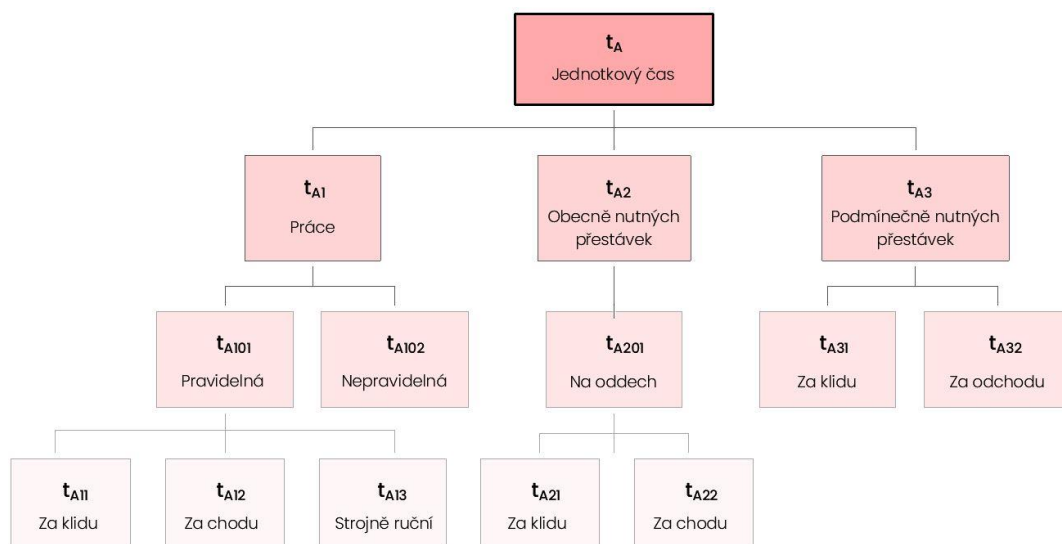 tA
Jednotkový čas
tA1
Práce
tA2
Obecně nutných
přestávek
tA3
Podmínečně nutných
přestávek
tA101
Pravidelná
tA102
Nepravidelná
tA201
Na oddech
tA31
Za klidu
tA32
Za odchodu
tA11
Za klidu
tA12
Za chodu
tA13
Strojně ruční
tA21
Za klidu
tA22
Za chodu